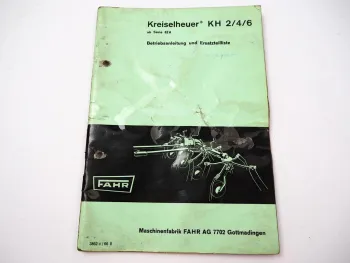 Kreiselheuer® KH 2/4/6
ab Serie
Betriebsanleitung und Ersatzteilliste
FAHR
Maschinenfabrik FAHR AG 7702 Gottmadingen